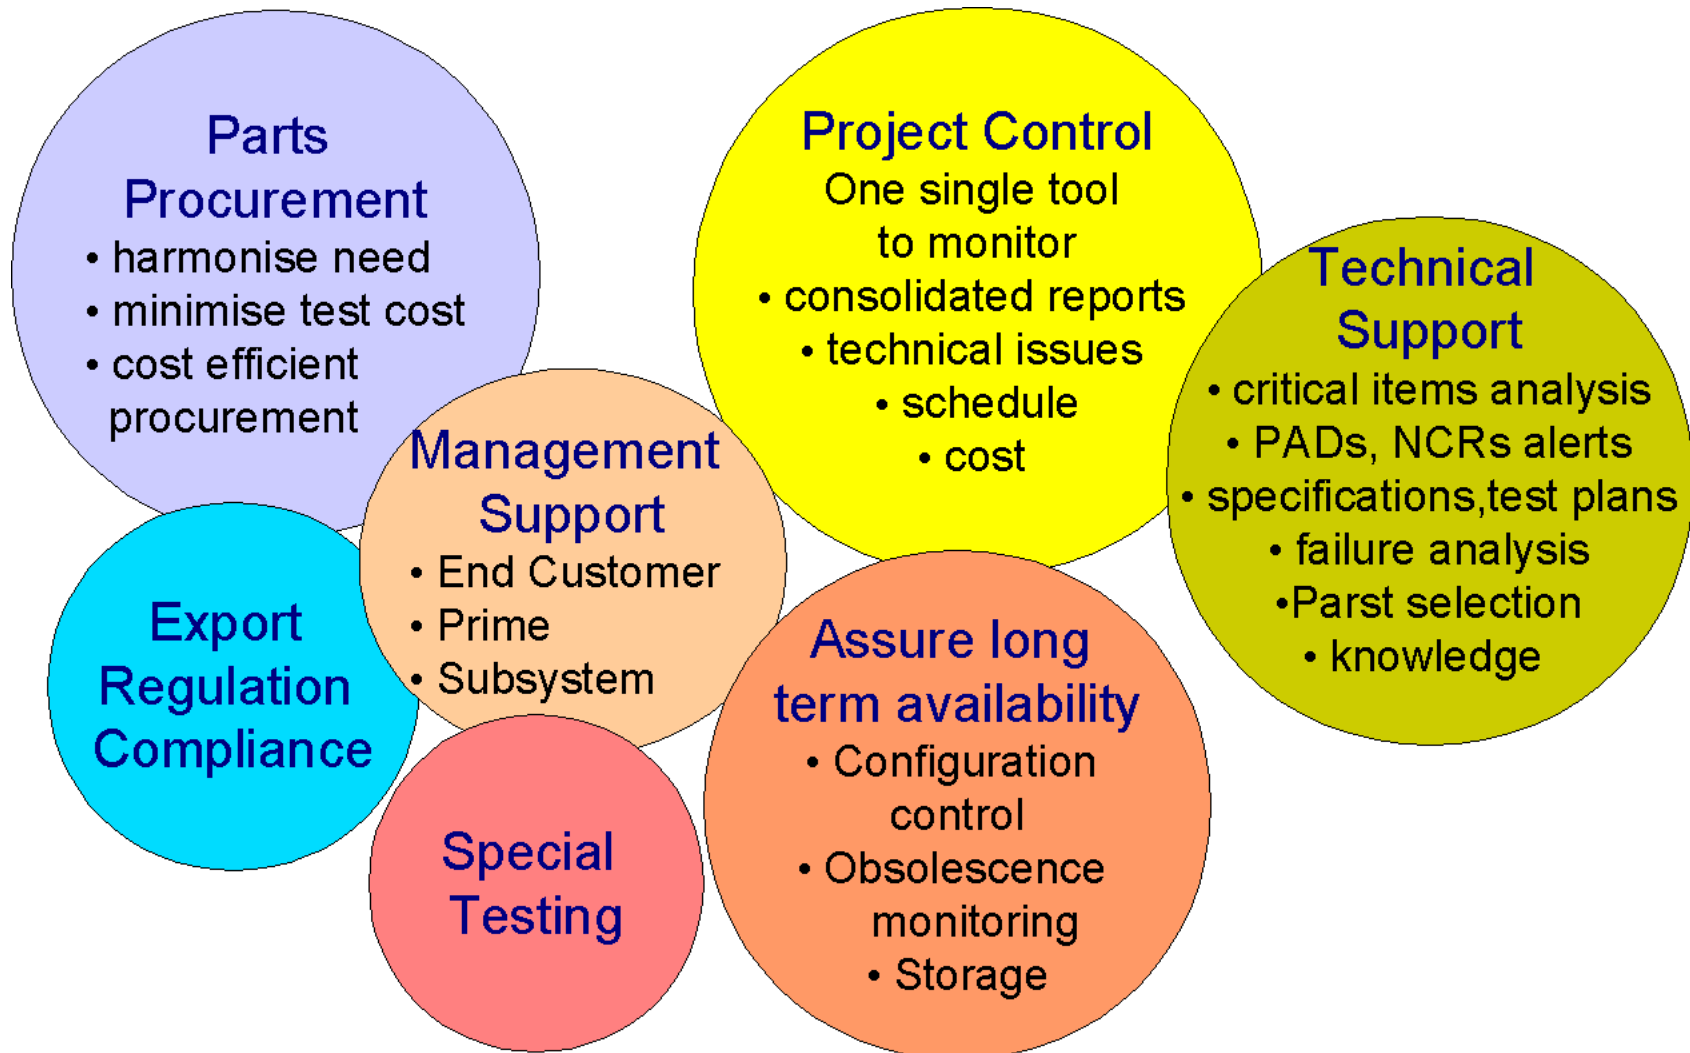 Parts
Procurement
• harmonise need
• minimise test cost
• cost efficient
procurement
Project Control
One single tool
to monitor
• consolidated reports
• technical issues
• schedule
• cost
Technical
Support
• critical items analysis
• PADs, NCRs alerts
• specifications,test plans
• failure analysis
•Parst selection
• knowledge
Management
Support
• End Customer
• Prime
• Subsystem
Export
Regulation
Compliance
Special
Testing
Assure long
term availability
• Configuration
control
• Obsolescence
monitoring
• Storage